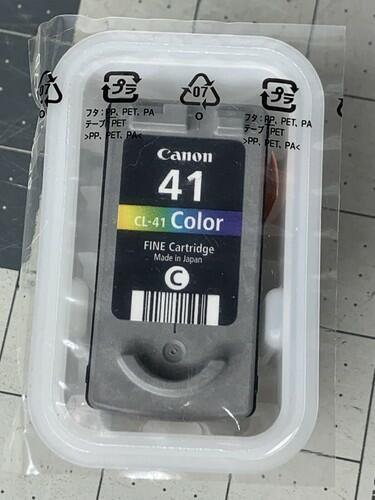 07
プラ
07
プラ
フタ:PP, PET, PA
テープ:PET
>PP, PET, PA<
フタ:PP, PET, PA
テープ:PET
>PP, PET, PA<
Canon
41
CL-41 Color
FINE Cartridge
Made in Japan
C